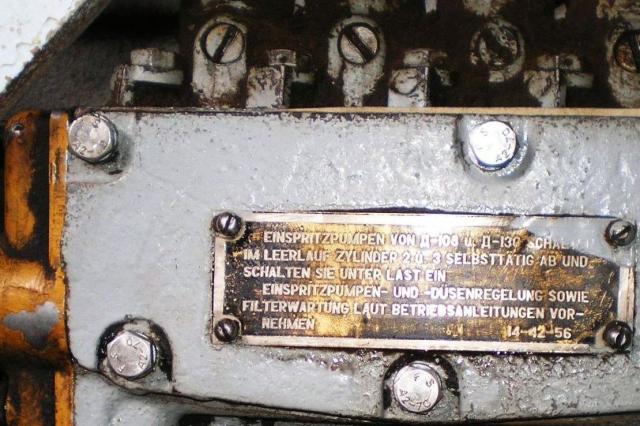 EINSPRITZPUMPEN VON Д-108 U. Д-130 SCHAL
IM LEERLAUF ZYLINDER 2 U. 3 SELBSTTÄTIG AB UND
SCHALTEN SIE UNTER LAST EIN
EINSPRITZPUMPEN- UND -DÜSENREGELUNG SOWIE
FILTERWARTUNG LAUT BETRIEBSANLEITUNGEN VOR-
NEHMEN 14-42-56